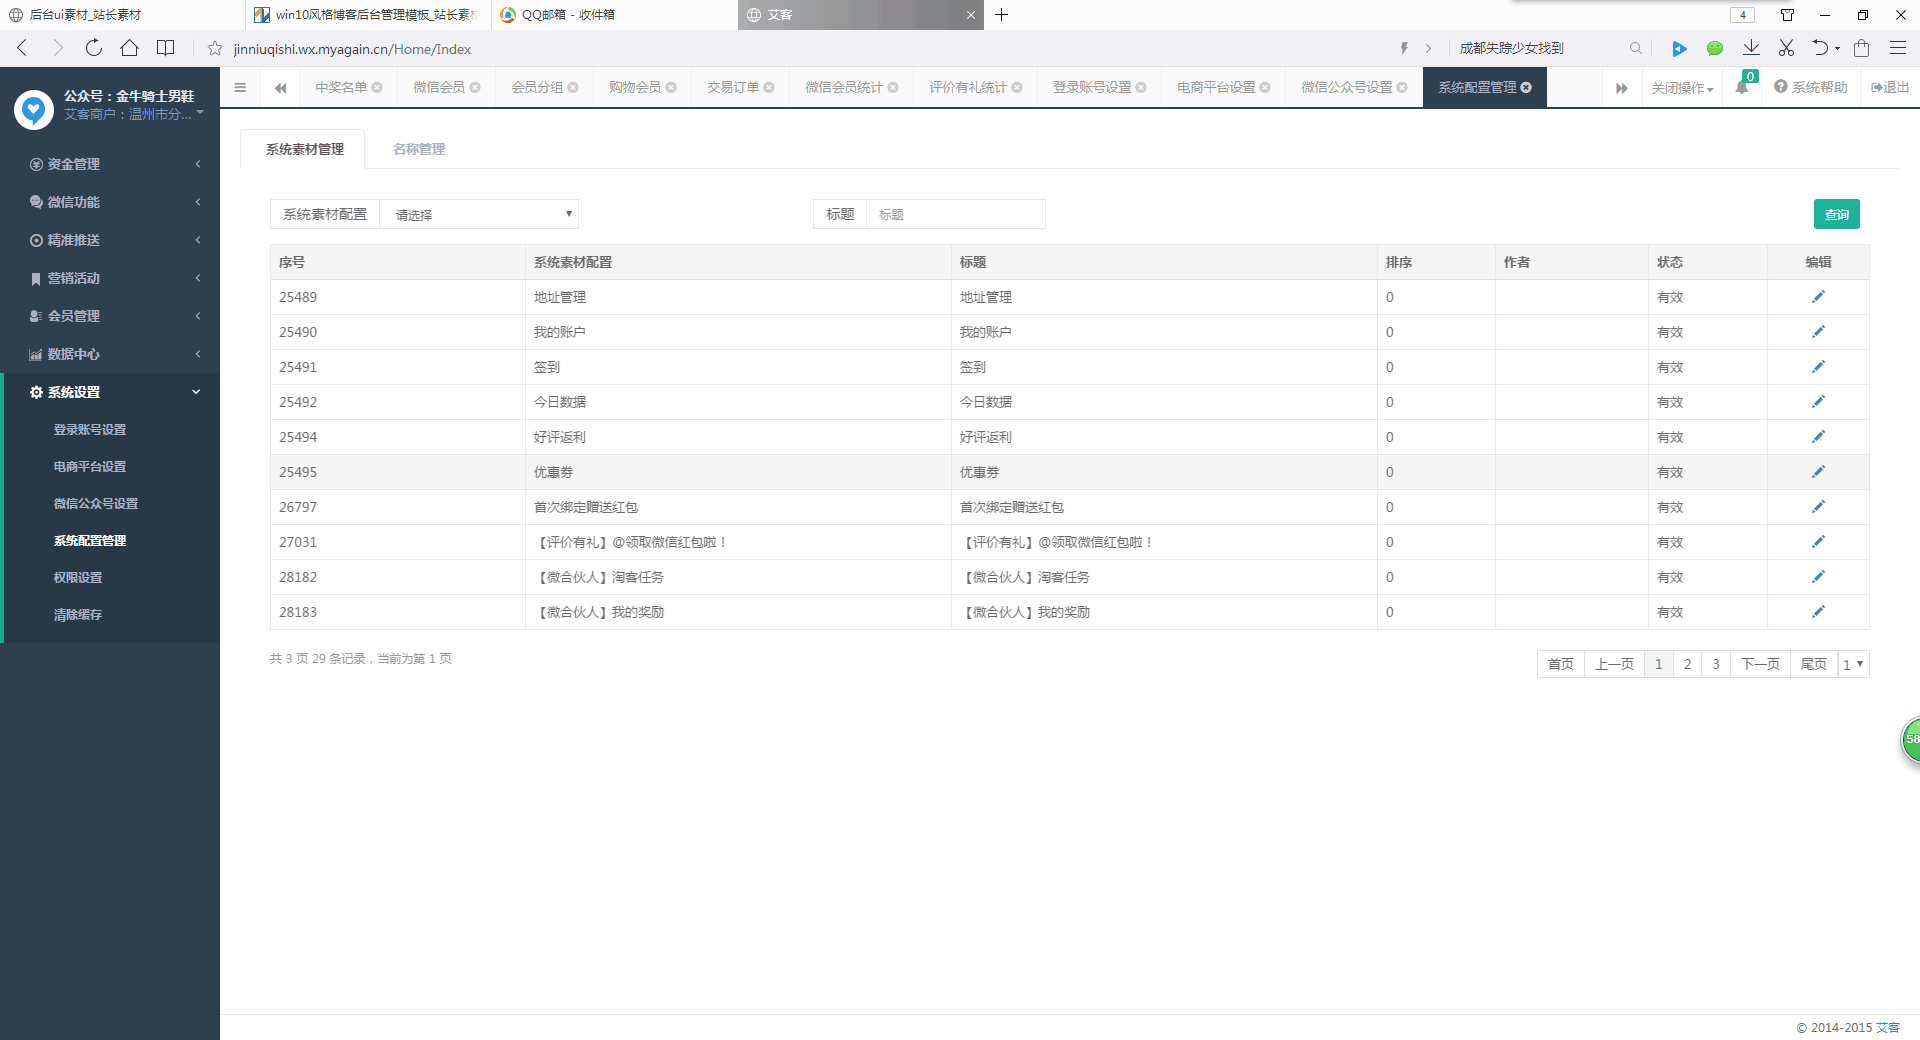 后台ui素材_站长素材
win10风格博客后台管理模板_站长素材
QQ邮箱 - 收件箱
艾客
4
jinniuqishi.wx.myagain.cn/Home/Index
成都失踪少女找到
公众号：金牛骑士男鞋
艾客商户：温州市分...
中奖名单
微信会员
会员分组
购物会员
交易订单
微信会员统计
评价有礼统计
登录账号设置
电商平台设置
微信公众号设置
系统配置管理
关闭操作
0
系统帮助
退出
资金管理
微信功能
精准推送
营销活动
会员管理
数据中心
系统设置
登录账号设置
电商平台设置
微信公众号设置
系统配置管理
权限设置
清除缓存
系统素材管理
名称管理
系统素材配置 请选择 标题 标题 查询
序号 系统素材配置 标题 排序 作者 状态 编辑
25489 地址管理 地址管理 0 有效
25490 我的账户 我的账户 0 有效
25491 签到 签到 0 有效
25492 今日数据 今日数据 0 有效
25494 好评返利 好评返利 0 有效
25495 优惠券 优惠券 0 有效
26797 首次绑定赠送红包 首次绑定赠送红包 0 有效
27031 【评价有礼】@领取微信红包啦！ 【评价有礼】@领取微信红包啦！ 0 有效
28182 【微合伙人】淘客任务 【微合伙人】淘客任务 0 有效
28183 【微合伙人】我的奖励 【微合伙人】我的奖励 0 有效
共 3 页 29 条记录，当前为第 1 页
首页 上一页 1 2 3 下一页 尾页 1
58
© 2014-2015 艾客